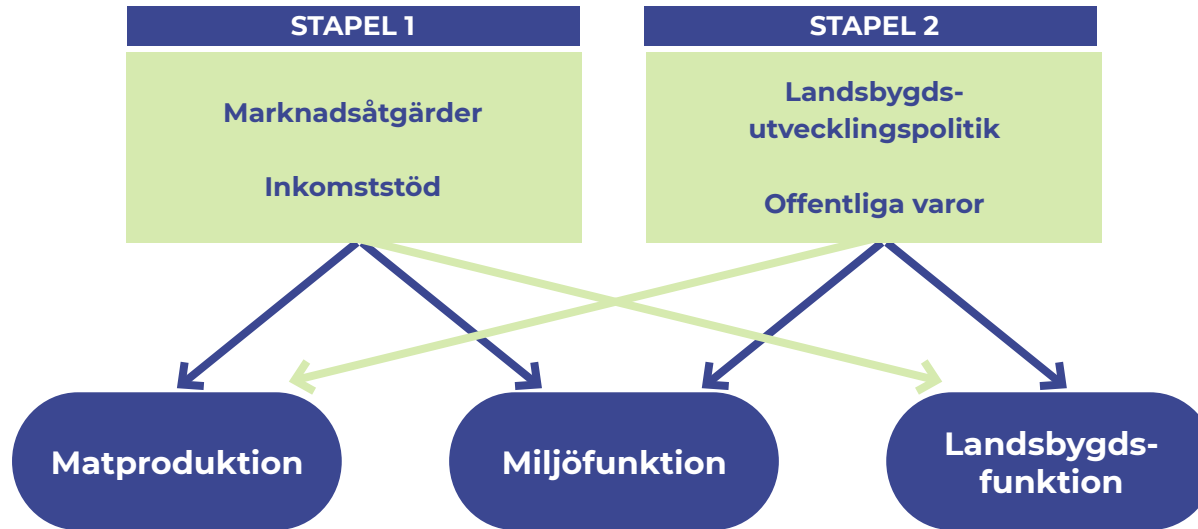 STAPEL 1
Marknadsåtgärder
Inkomststöd
STAPEL 2
Landsbygds-
utvecklingspolitik
Offentliga varor
Matproduktion
Miljöfunktion
Landsbygds-
funktion